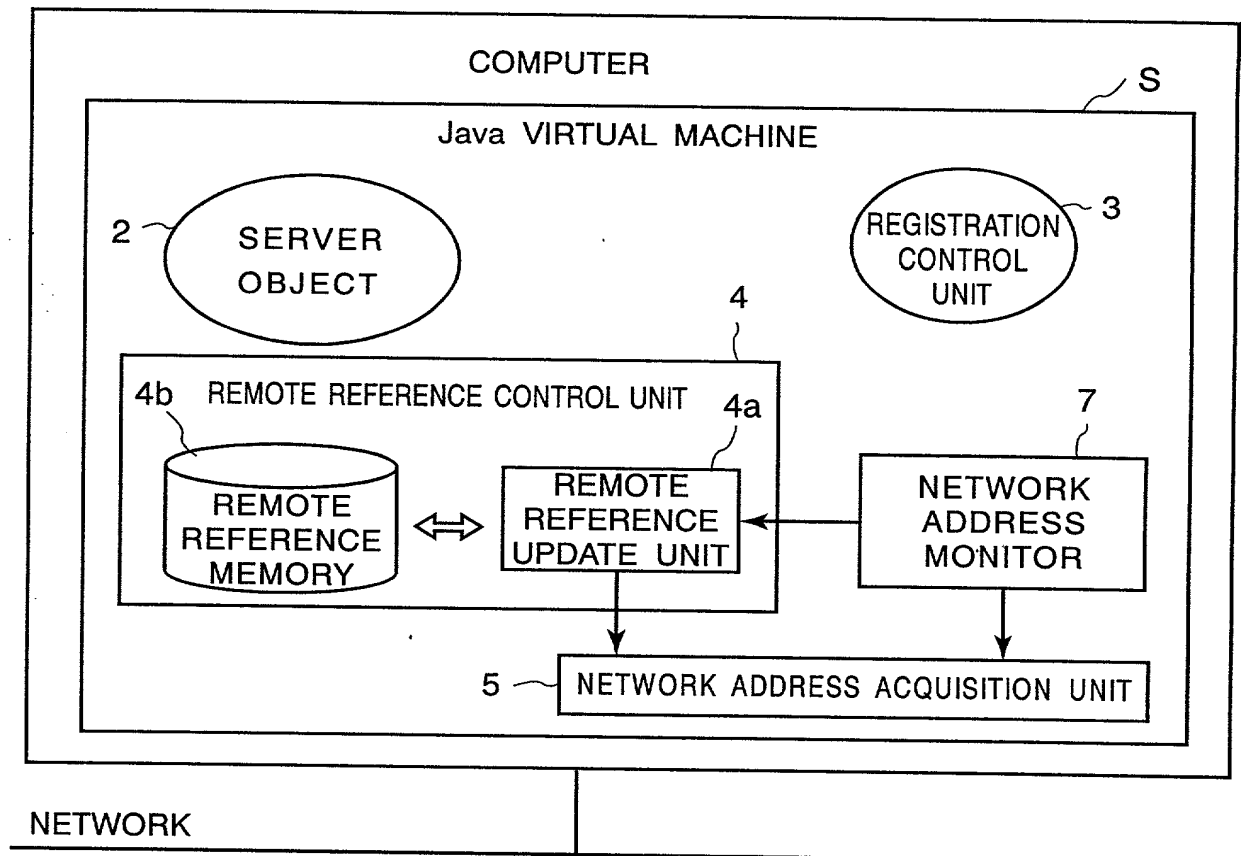 COMPUTER
S
Java VIRTUAL MACHINE
2
SERVER
OBJECT
3
REGISTRATION
CONTROL
UNIT
4
4b
REMOTE REFERENCE CONTROL UNIT
4a
7
REMOTE
REFERENCE
MEMORY
REMOTE
REFERENCE
UPDATE UNIT
NETWORK
ADDRESS
MONITOR
5
NETWORK ADDRESS ACQUISITION UNIT
NETWORK